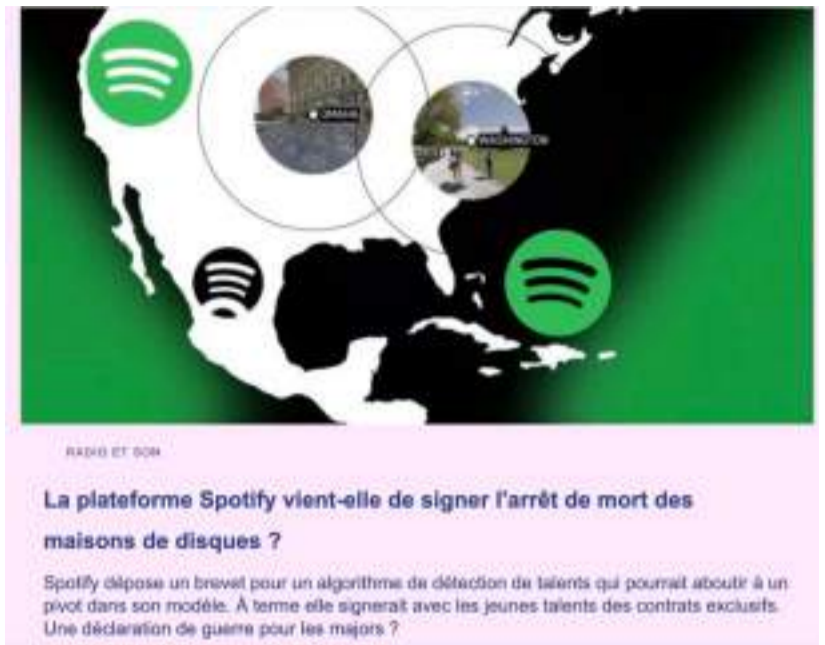 OMAHA
WASHINGTON
RADIO ET SON
La plateforme Spotify vient-elle de signer l'arrêt de mort des
maisons de disques ?
Spotify dépose un brevet pour un algorithme de détection de talents qui pourrait aboutir à un
pivot dans son modèle. À terme elle signerait avec les jeunes talents des contrats exclusifs.
Une déclaration de guerre pour les majors ?